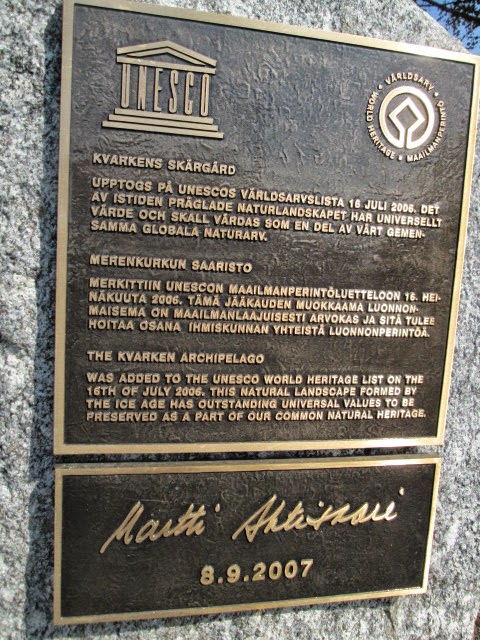 UNESCO
VÄRLDSARV • WORLD HERITAGE • MAAILMANPERINTÖ •
KVARKENS SKÄRGÅRD
UPPTOGS PÅ UNESCOS VÄRLDSARVSLISTA 16 JULI 2006. DET
AV ISTIDEN PRÄGLADE NATURLANDSKAPET HAR UNIVERSELLT
VÄRDE OCH SKALL VÅRDAS SOM EN DEL AV VÅRT GEMEN-
SAMMA GLOBALA NATURARV.
MERENKURKUN SAARISTO
MERKITTIIN UNESCON MAAILMANPERINTÖLUETTELOON 16. HEI-
NÄKUUTA 2006. TÄMÄ JÄÄKAUDEN MUOKKAAMA LUONNON-
MAISEMA ON MAAILMANLAAJUISESTI ARVOKAS JA SITÄ TULEE
HOITAA OSANA IHMISKUNNAN YHTEISTÄ LUONNONPERINTÖÄ.
THE KVARKEN ARCHIPELAGO
WAS ADDED TO THE UNESCO WORLD HERITAGE LIST ON THE
16TH OF JULY 2006. THIS NATURAL LANDSCAPE FORMED BY
THE ICE AGE HAS OUTSTANDING UNIVERSAL VALUES TO BE
PRESERVED AS A PART OF OUR COMMON NATURAL HERITAGE.
Martti Ahtisaari
8.9.2007